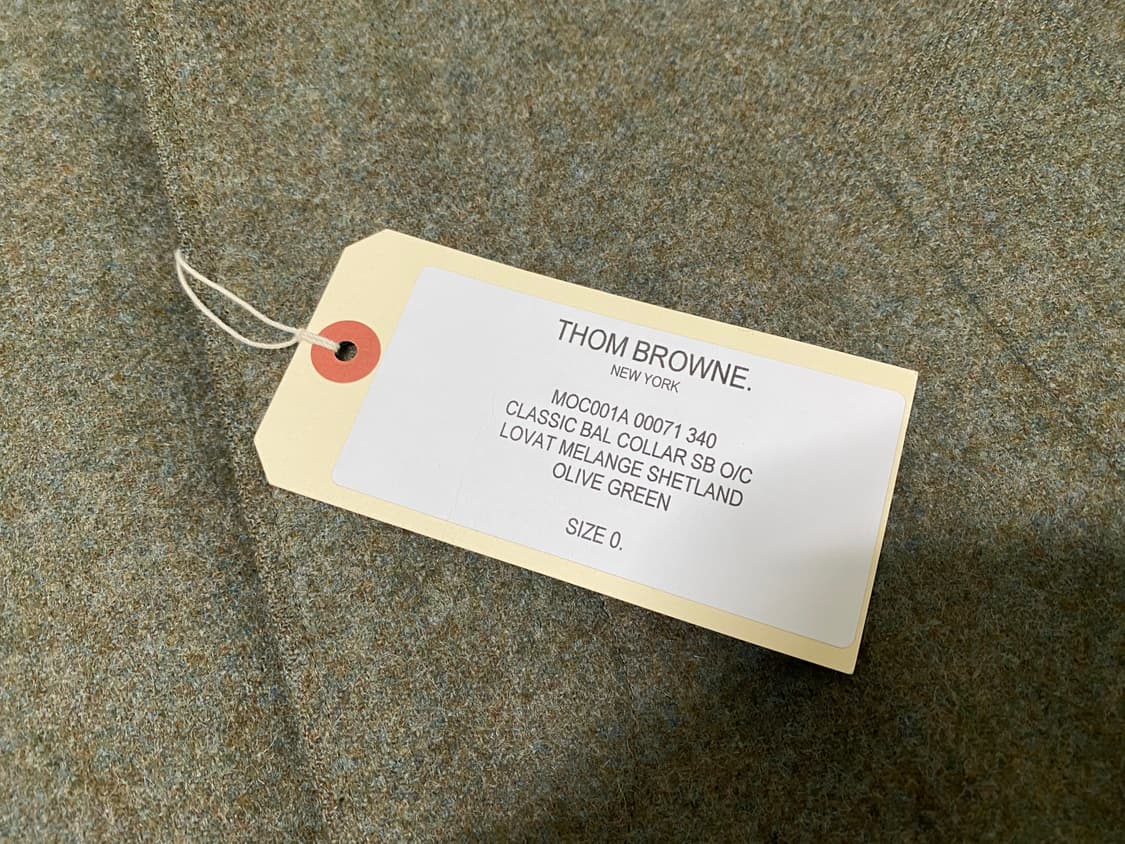 THOM BROWNE.
NEW YORK
MOC001A 00071 340
CLASSIC BAL COLLAR SB O/C
LOVAT MELANGE SHETLAND
OLIVE GREEN
SIZE 0.